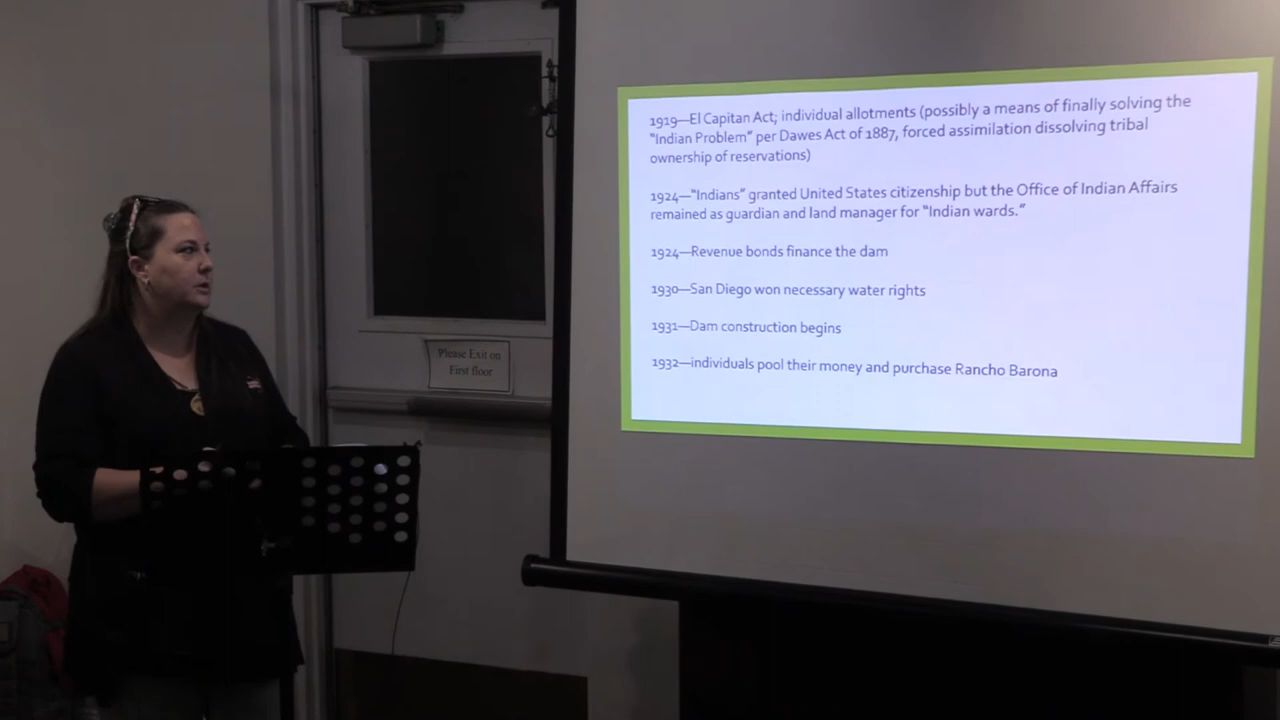 1919—El Capitan Act; individual allotments (possibly a means of finally solving the
"Indian Problem" per Dawes Act of 1887, forced assimilation dissolving tribal
ownership of reservations)
1924—"Indians" granted United States citizenship but the Office of Indian Affairs
remained as guardian and land manager for "Indian wards."
1924—Revenue bonds finance the dam
1930—San Diego won necessary water rights
1931—Dam construction begins
1932—individuals pool their money and purchase Rancho Barona
Please Exit on
First floor